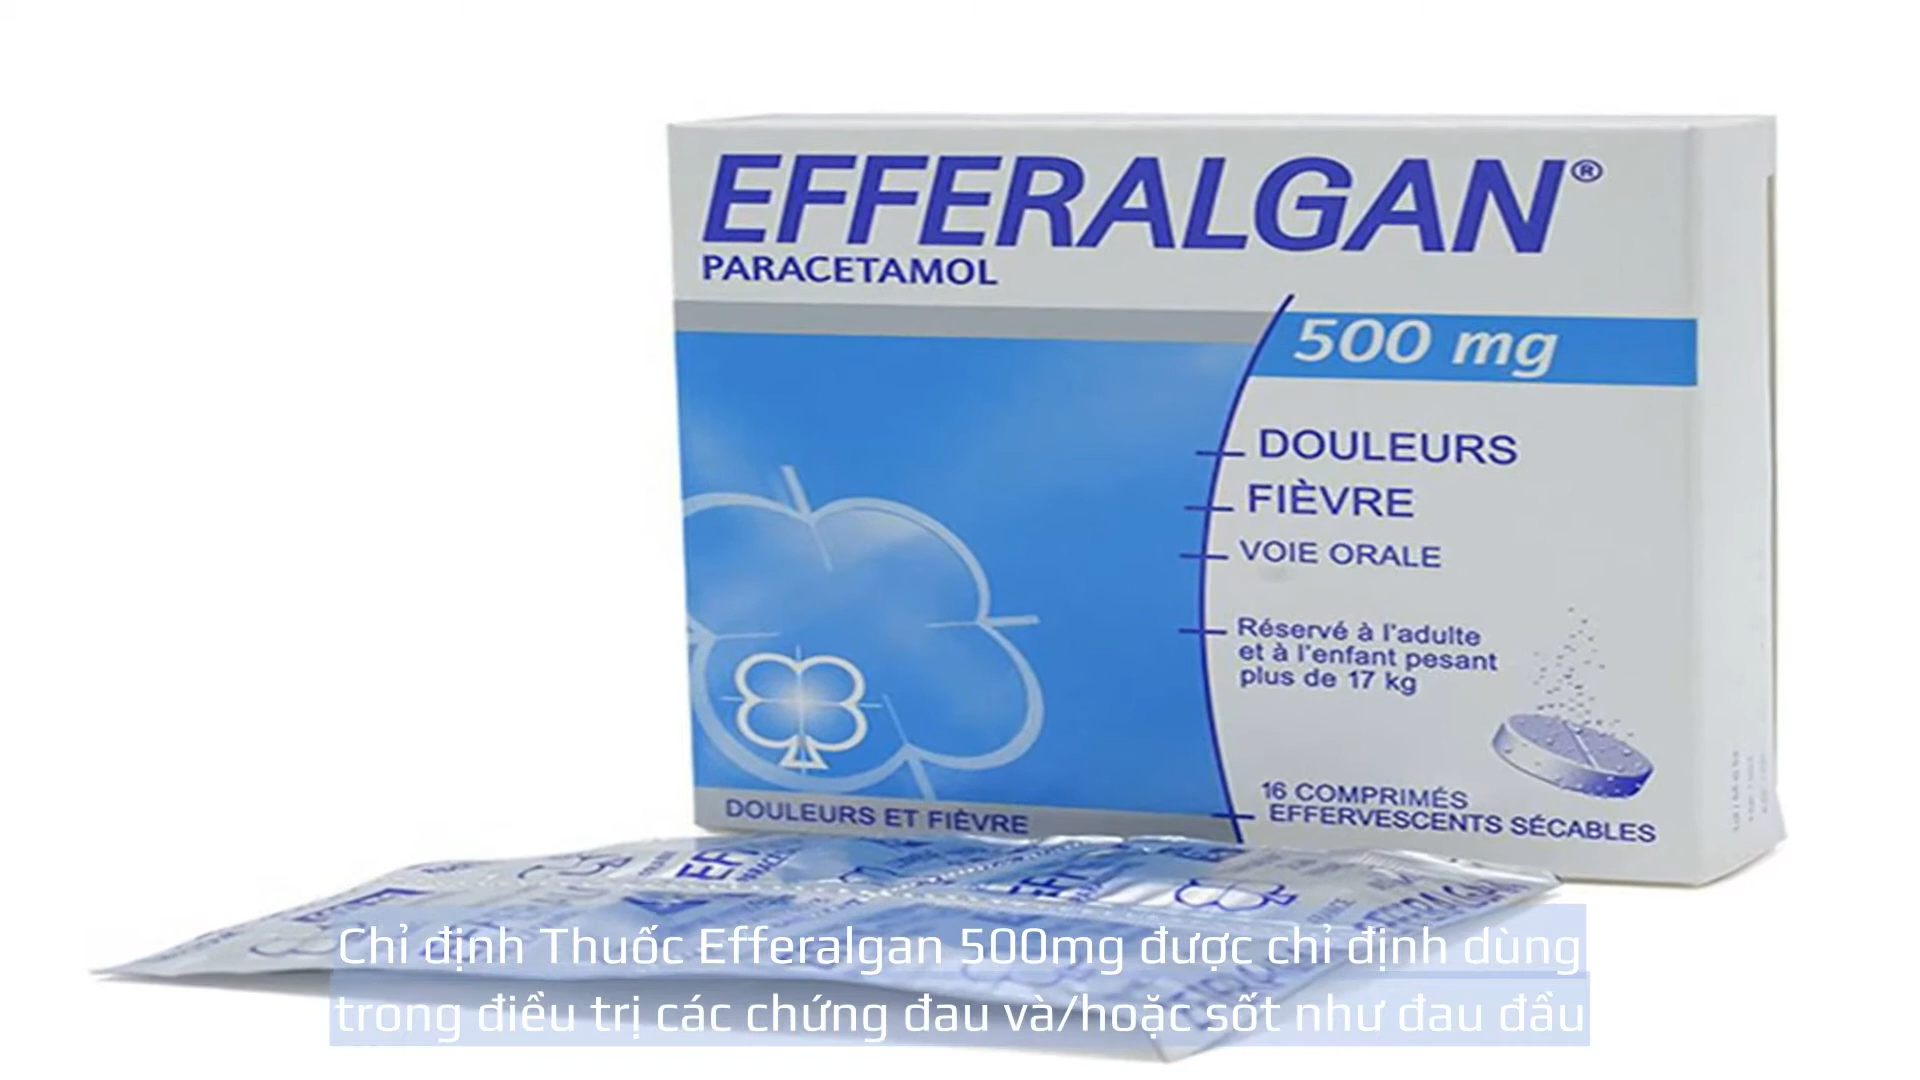 EFFERALGAN®
PARACETAMOL
500 mg
DOULEURS
FIÈVRE
VOIE ORALE
Réservé à l'adulte
et à l'enfant pesant
plus de 17 kg
16 COMPRIMÉS
EFFERVESCENTS SÉCABLES
DOULEURS ET FIÈVRE
Chỉ định Thuốc Efferalgan 500mg được chỉ định dùng
trong điều trị các chứng đau và/hoặc sốt như đau đầu